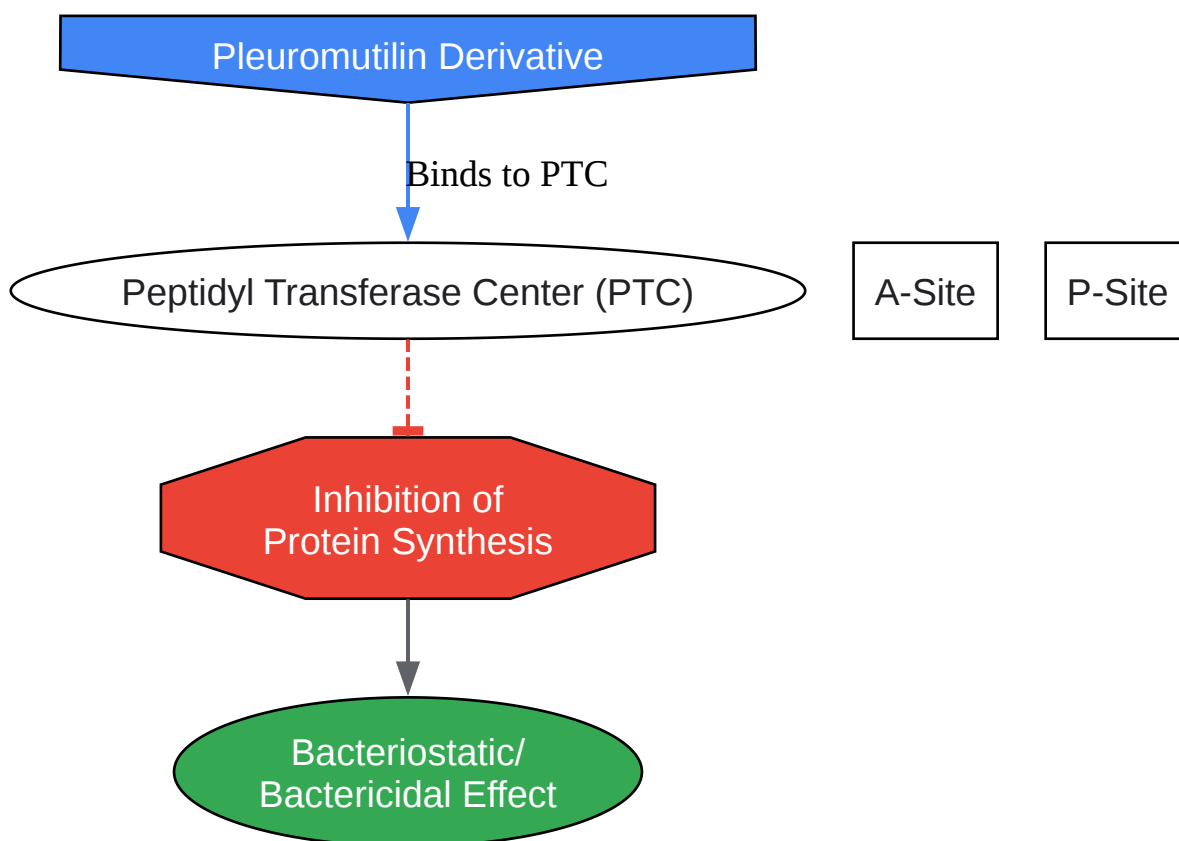 Pleuromutilin Derivative
Binds to PTC
Peptidyl Transferase Center (PTC)
A-Site
P-Site
Inhibition of
Protein Synthesis
Bacteriostatic/
Bactericidal Effect